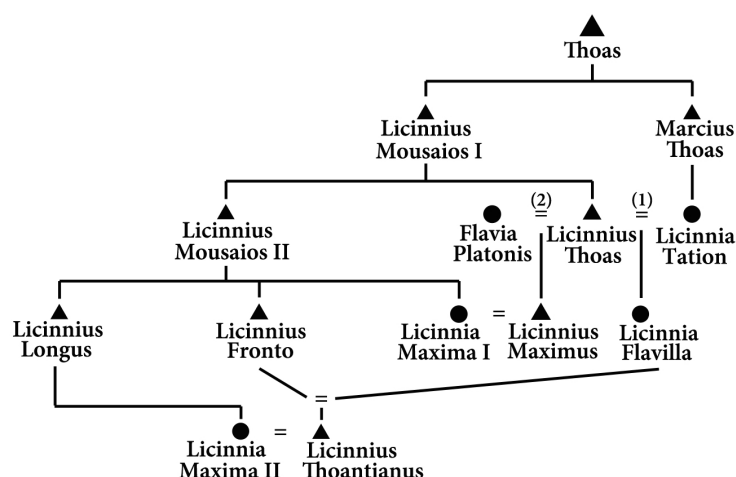 Thoas
Licinnius
Mousaios I
Marcius
Thoas
Licinnius
Mousaios II
Flavia
Platonis
(2)
=
Licinnius
Thoas
(1)
=
Licinnia
Tation
Licinnius
Longus
Licinnius
Fronto
Licinnia
Maxima I
=
Licinnius
Maximus
Licinnia
Flavilla
=
Licinnia
Maxima II
=
Licinnius
Thoantianus